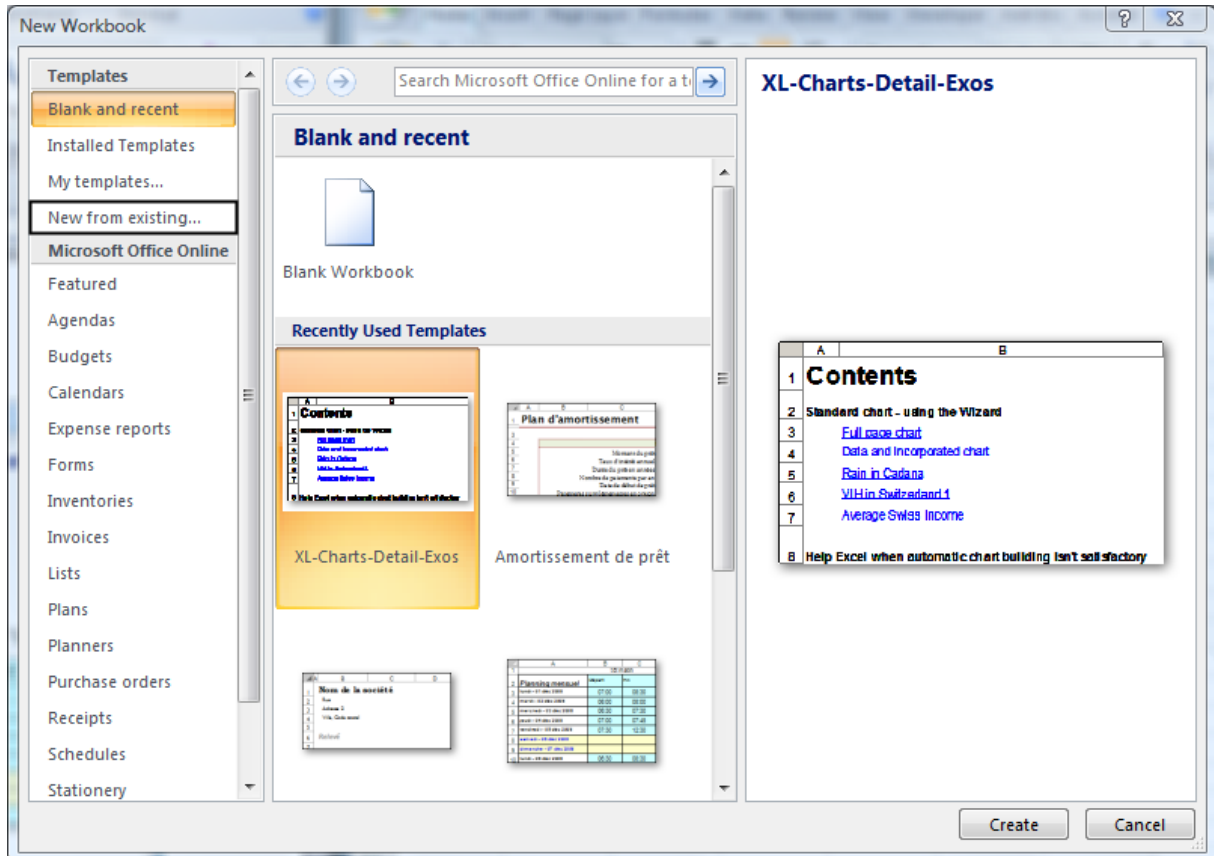 New Workbook
Templates
Blank and recent
Installed Templates
My templates...
New from existing...
Microsoft Office Online
Featured
Agendas
Budgets
Calendars
Expense reports
Forms
Inventories
Invoices
Lists
Plans
Planners
Purchase orders
Receipts
Schedules
Stationery
Search Microsoft Office Online for a t
Blank and recent
Blank Workbook
Recently Used Templates
Contents
XL-Charts-Detail-Exos
Plan d'amortissement
Amortissement de prêt
Nom de la société
Planning mensuel
XL-Charts-Detail-Exos
A B
1 Contents
2 Standard chart - using the Wizard
3 Full page chart
4 Data and Incorporated chart
5 Rain in Cadana
6 VIH in Switzerland 1
7 Average Swiss Income
8 Help Excel when automatic chart building isn't satisfactory
Create
Cancel